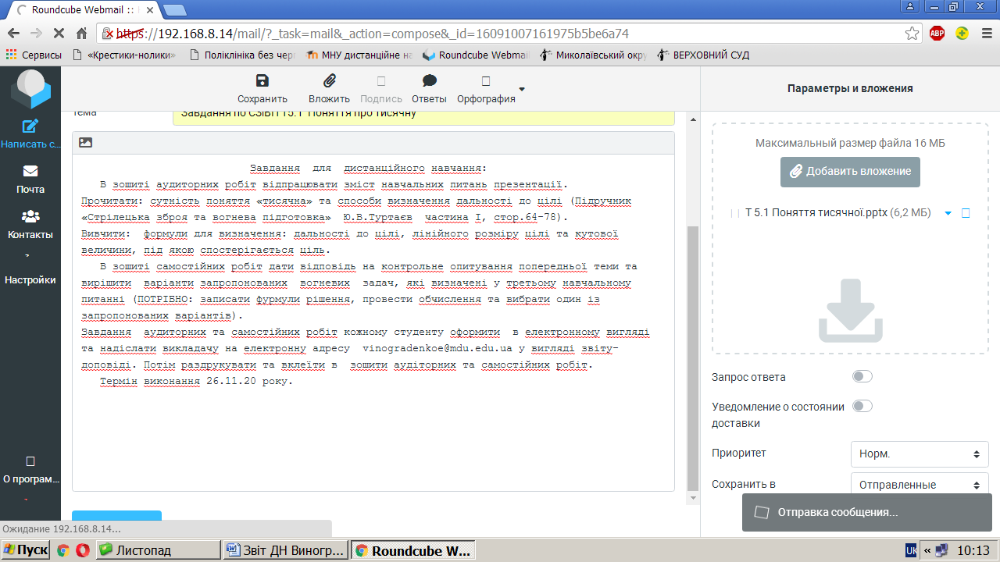 Roundcube Webmail ::
https://192.168.8.14/mail/?_task=mail&_action=compose&_id=16091007161975b5be6a74
ABP
Сервисы «Крестики-нолики» Поліклініка без чер МНУ дистанційне на Roundcube Webmail Миколаївський окру ВЕРХОВНИЙ СУД
Сохранить Вложить Подпись Ответы Орфография
Параметры и вложения
Написать с...
Почта
Контакты
Настройки
О програм...
Тема Завдання по СЗіВП Т5.1 Поняття про тисячну
Завдання для дистанційного навчання:
В зошиті аудиторних робіт відпрацювати зміст навчальних питань презентації.
Прочитати: сутність поняття «тисячна» та способи визначення дальності до цілі (Підручник
«Стрілецька зброя та вогнева підготовка» Ю.В.Туртаєв частина І, стор.64-78).
Вивчити: формули для визначення: дальності до цілі, лінійного розміру цілі та кутової
величини, під якою спостерігається ціль.
В зошиті самостійних робіт дати відповідь на контрольне опитування попередньої теми та
вирішити варіанти запропонованих вогневих задач, які визначені у третьому навчальному
питанні (ПОТРІБНО: записати фурмули рішення, провести обчислення та вибрати один із
запропонованих варіантів).
Завдання аудиторних та самостійних робіт кожному студенту оформити в електронному вигляді
та надіслати викладачу на електронну адресу vinogradenkoe@mdu.edu.ua у вигляді звіту-
доповіді. Потім раздрукувати та вклеїти в зошити аудіторних та самостійних робіт.
Термін виконання 26.11.20 року.
Максимальный размер файла 16 МБ
Добавить вложение
Т 5.1 Поняття тисячної.pptx (6,2 МБ)
Запрос ответа
Уведомление о состоянии
доставки
Приоритет Норм.
Сохранить в Отправленные
Отправка сообщения...
Ожидание 192.168.8.14...
Пуск Листопад Звіт ДН Виногр... Roundcube W... UK « 10:13